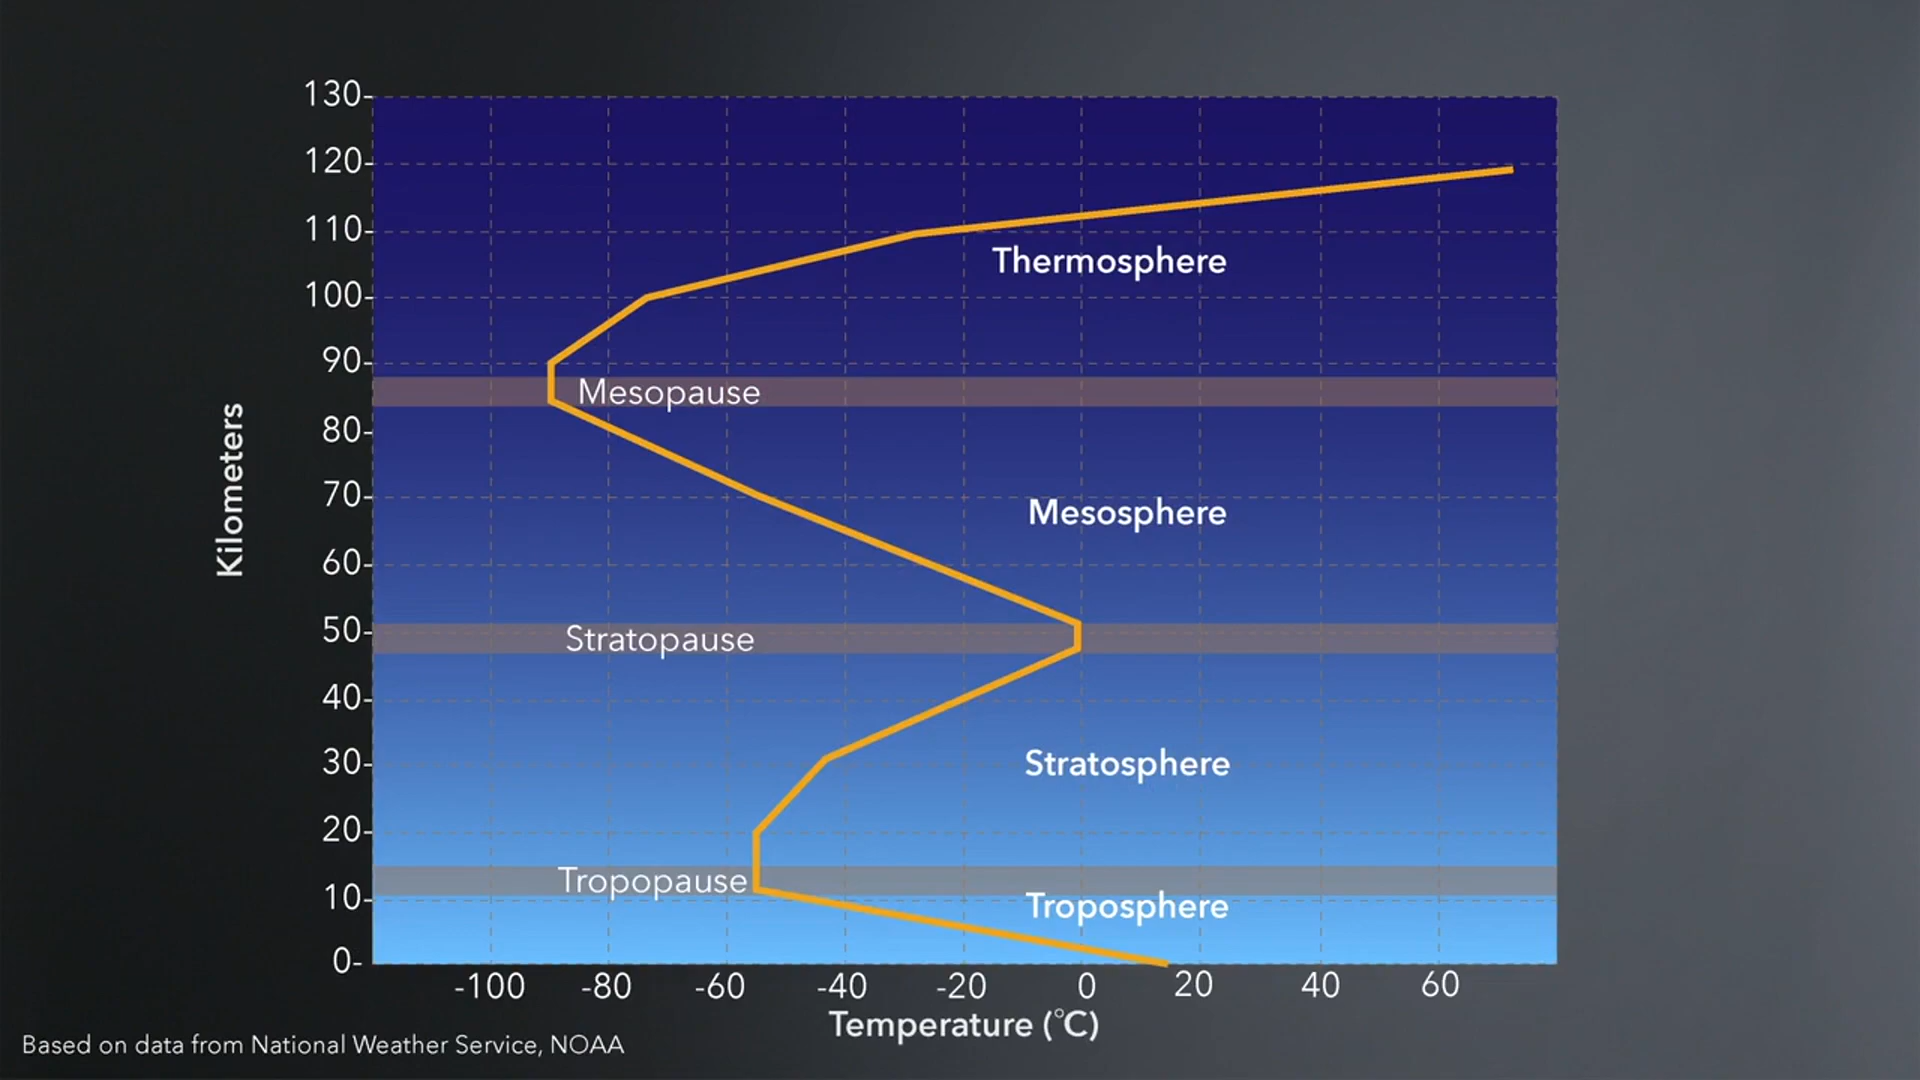 130-
120-
110-
Thermosphere
100-
90-
Mesopause
80-
Kilometers
70-
Mesosphere
60-
50-
Stratopause
40-
30-
Stratosphere
20-
Tropopause
10-
Troposphere
0-
-100 -80 -60 -40 -20 0 20 40 60
Temperature (°C)
Based on data from National Weather Service, NOAA